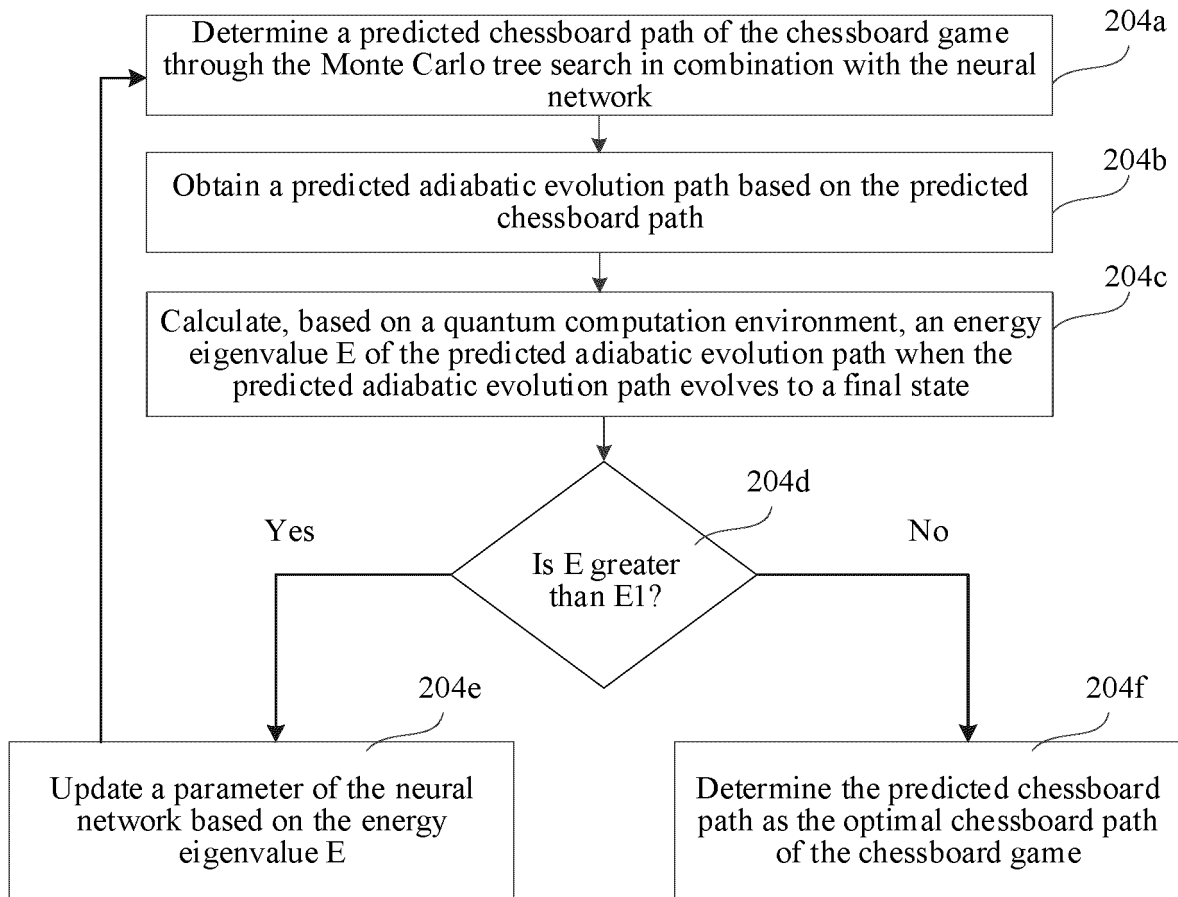 204a
Determine a predicted chessboard path of the chessboard game
through the Monte Carlo tree search in combination with the neural
network
204b
Obtain a predicted adiabatic evolution path based on the predicted
chessboard path
204c
Calculate, based on a quantum computation environment, an energy
eigenvalue E of the predicted adiabatic evolution path when the
predicted adiabatic evolution path evolves to a final state
204d
Yes
No
Is E greater
than E1?
204e
204f
Update a parameter of the neural
network based on the energy
eigenvalue E
Determine the predicted chessboard
path as the optimal chessboard path
of the chessboard game